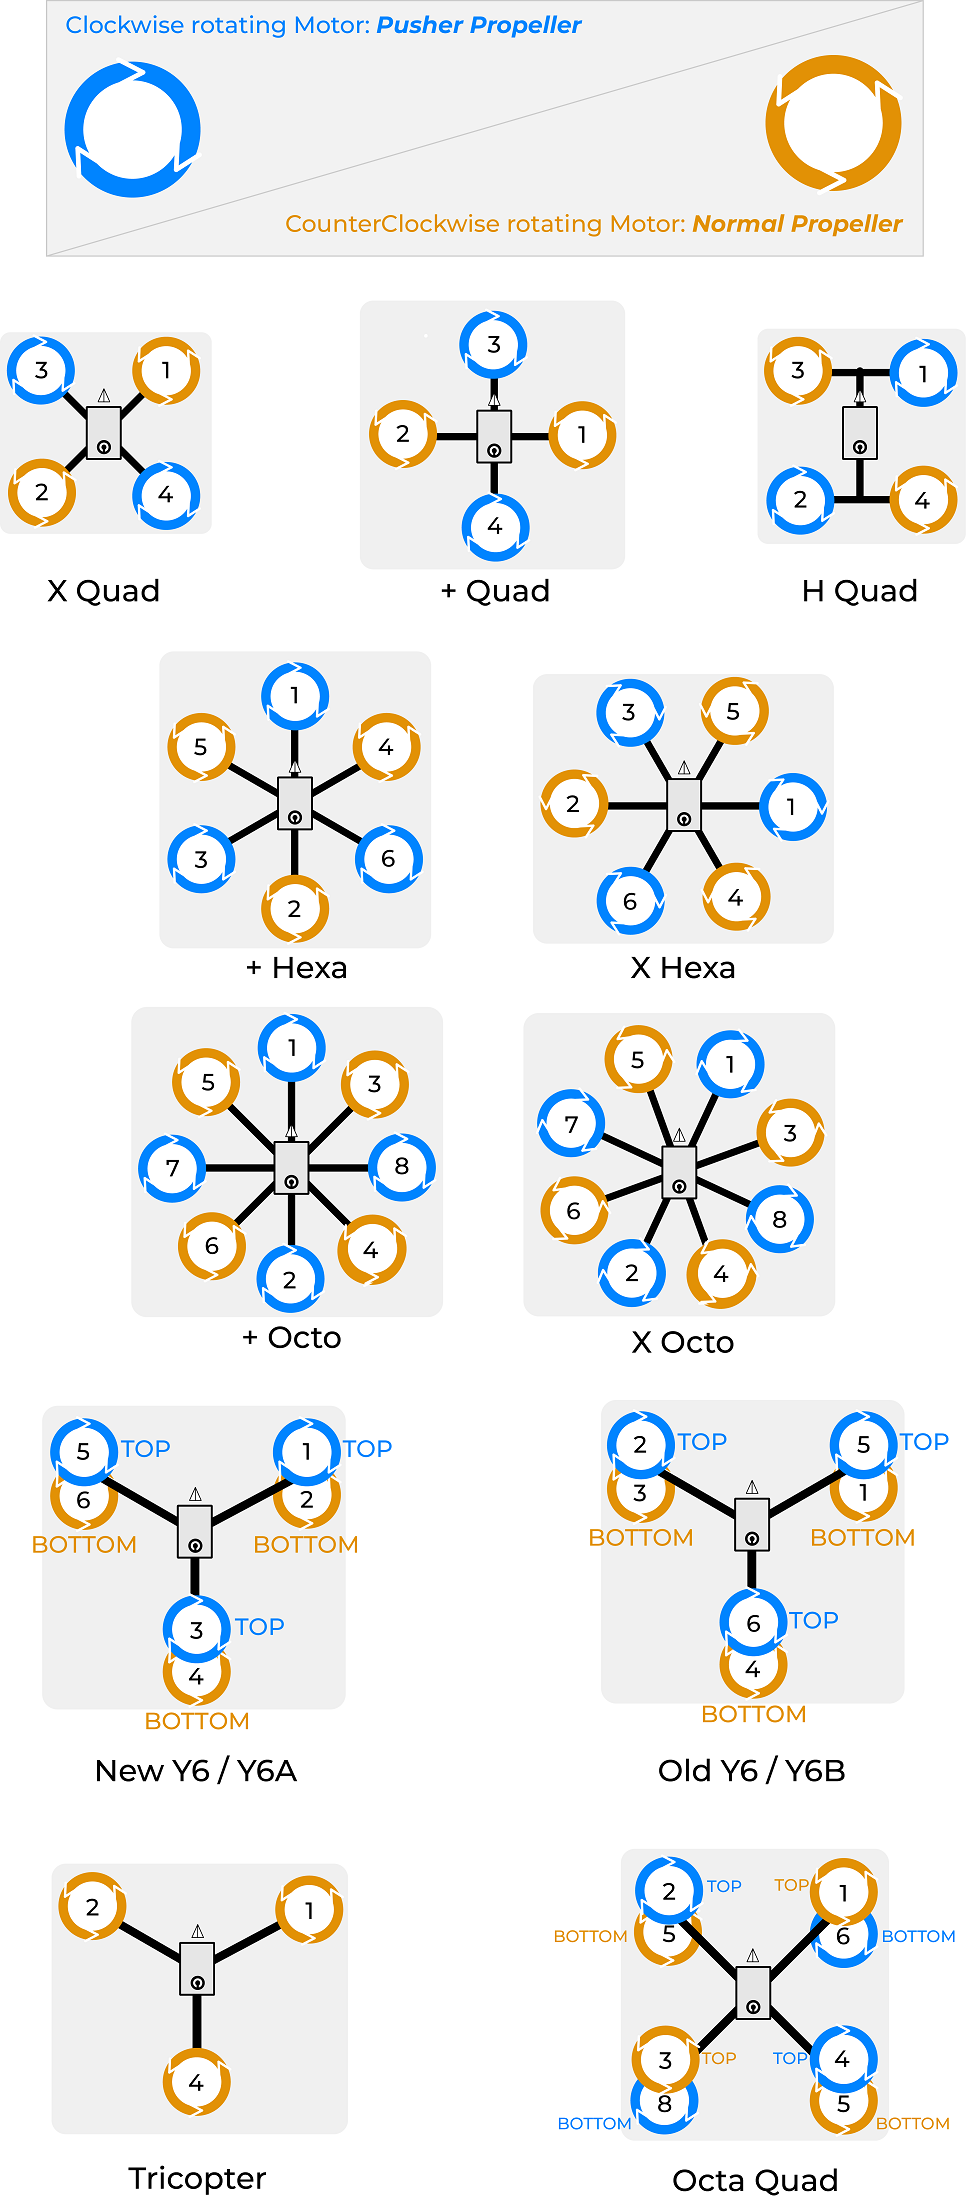 Clockwise rotating Motor: Pusher Propeller
CounterClockwise rotating Motor: Normal Propeller
3 1
2 4
X Quad
3
2 1
4
+ Quad
3 1
2 4
H Quad
1
5 4
3 6
2
+ Hexa
3 5
2 1
6 4
X Hexa
1
5 3
7 8
6 4
2
+ Octo
5 1
7 3
6 8
2 4
X Octo
5 TOP 1 TOP
6 2
BOTTOM BOTTOM
3 TOP
4
BOTTOM
New Y6 / Y6A
2 TOP 5 TOP
3 1
BOTTOM BOTTOM
6 TOP
4
BOTTOM
Old Y6 / Y6B
2 1
4
Tricopter
2 TOP TOP 1
BOTTOM 5 6 BOTTOM
3 TOP TOP 4
BOTTOM 8 5 BOTTOM
Octa Quad